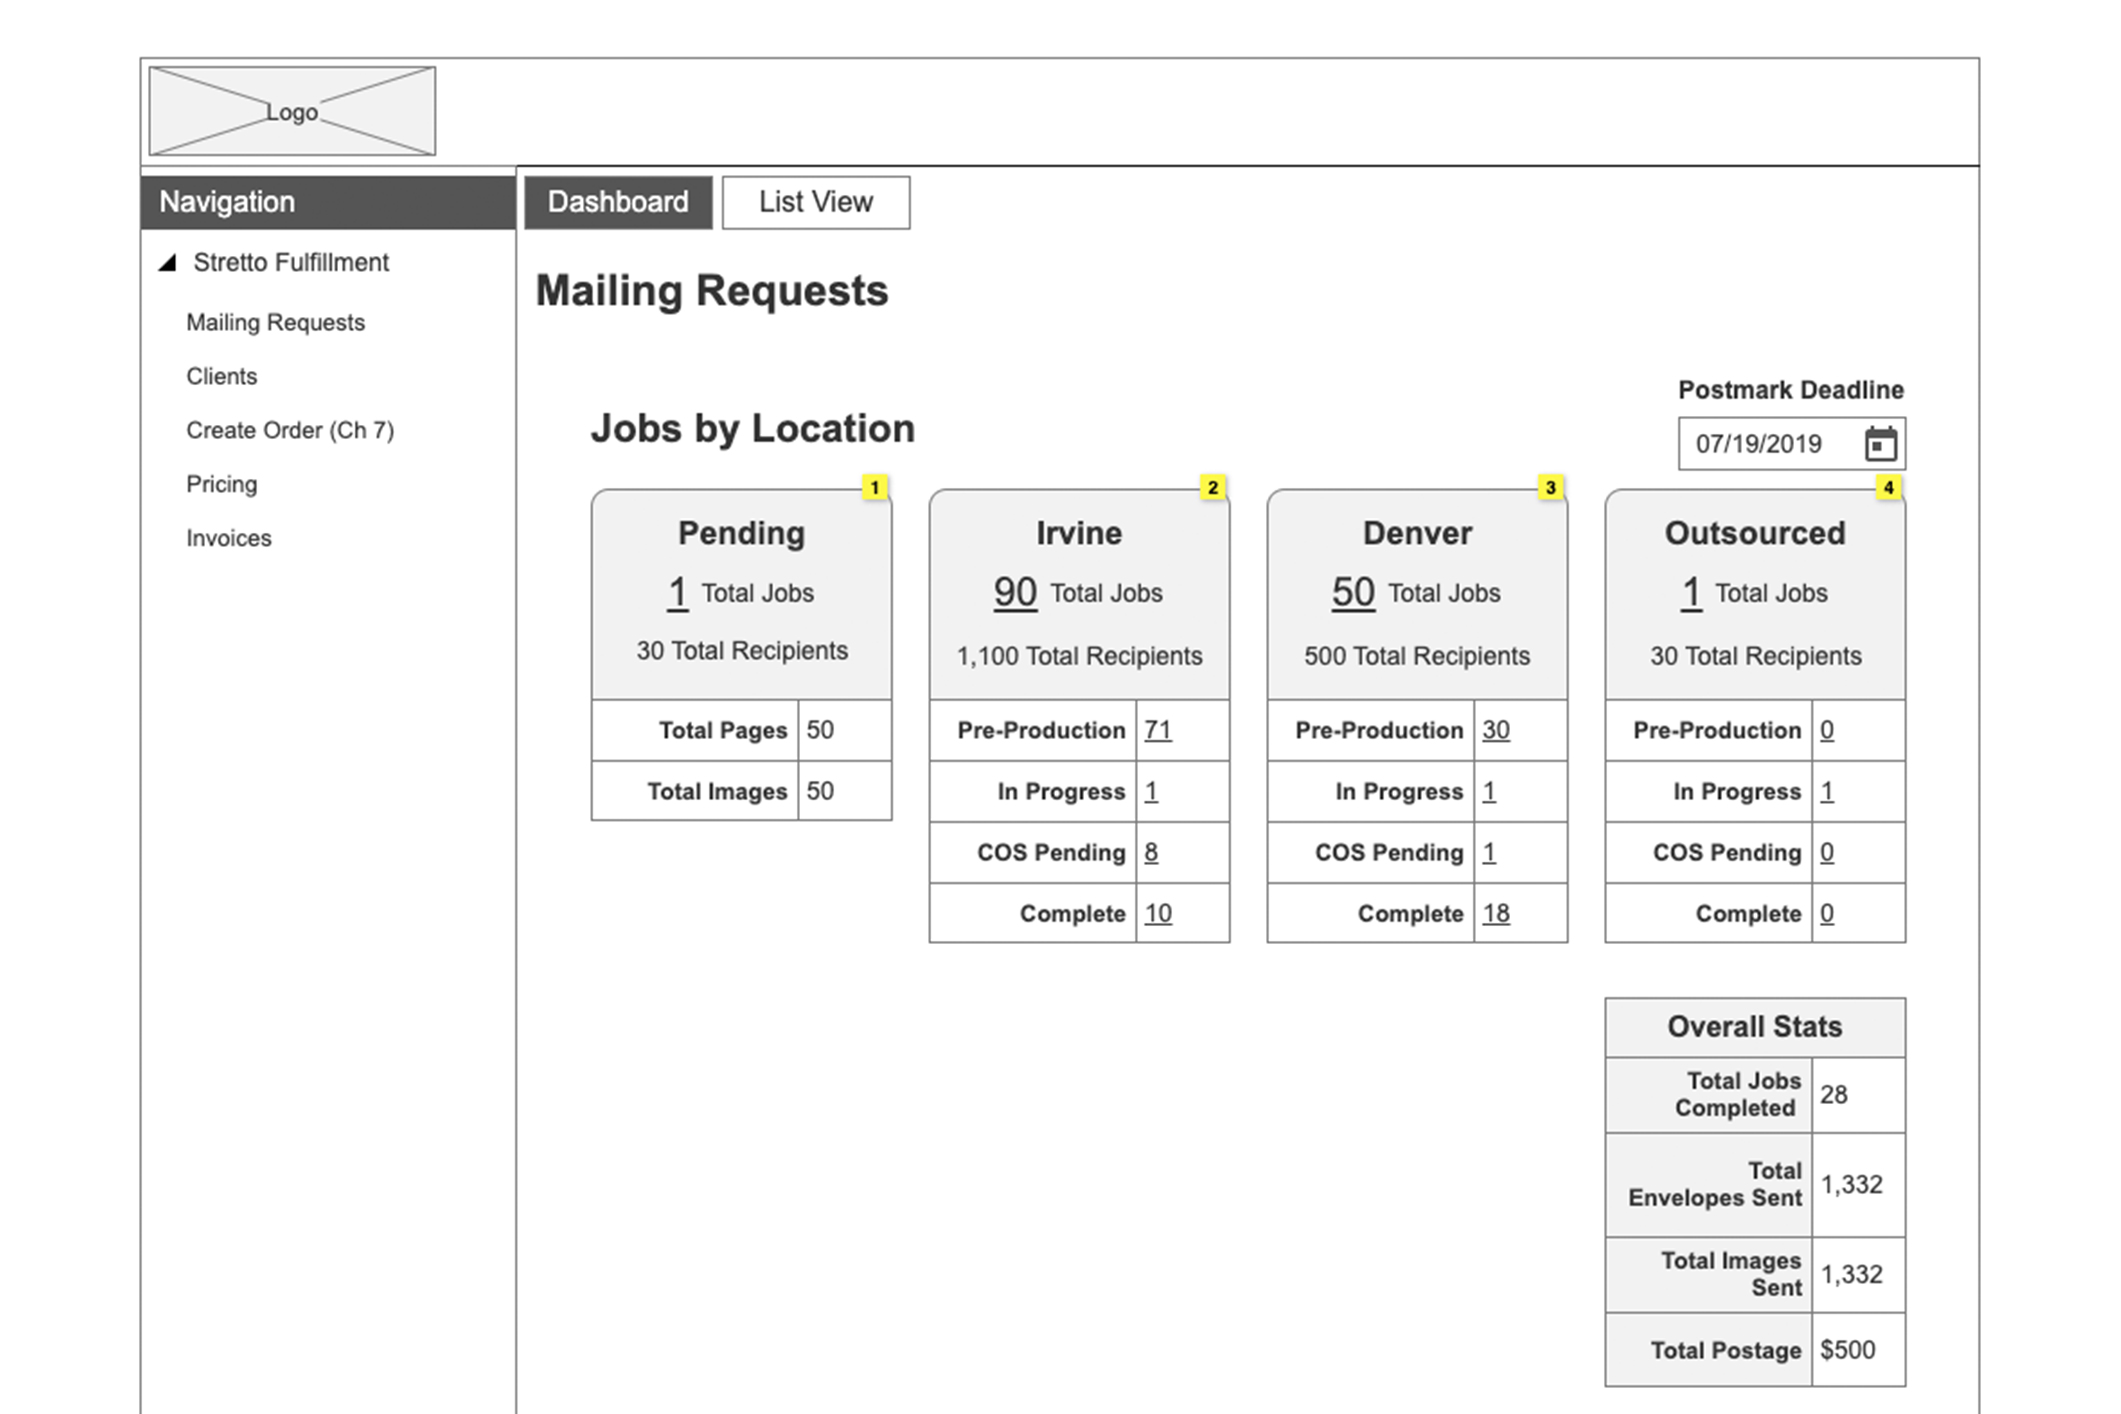 Logo
Navigation
Dashboard
List View
Stretto Fulfillment
Mailing Requests
Clients
Create Order (Ch 7)
Pricing
Invoices
Mailing Requests
Postmark Deadline
07/19/2019
Jobs by Location
1
Pending
1 Total Jobs
30 Total Recipients
Total Pages 50
Total Images 50
2
Irvine
90 Total Jobs
1,100 Total Recipients
Pre-Production 71
In Progress 1
COS Pending 8
Complete 10
3
Denver
50 Total Jobs
500 Total Recipients
Pre-Production 30
In Progress 1
COS Pending 1
Complete 18
4
Outsourced
1 Total Jobs
30 Total Recipients
Pre-Production 0
In Progress 1
COS Pending 0
Complete 0
Overall Stats
Total Jobs
Completed 28
Total
Envelopes Sent 1,332
Total Images
Sent 1,332
Total Postage $500